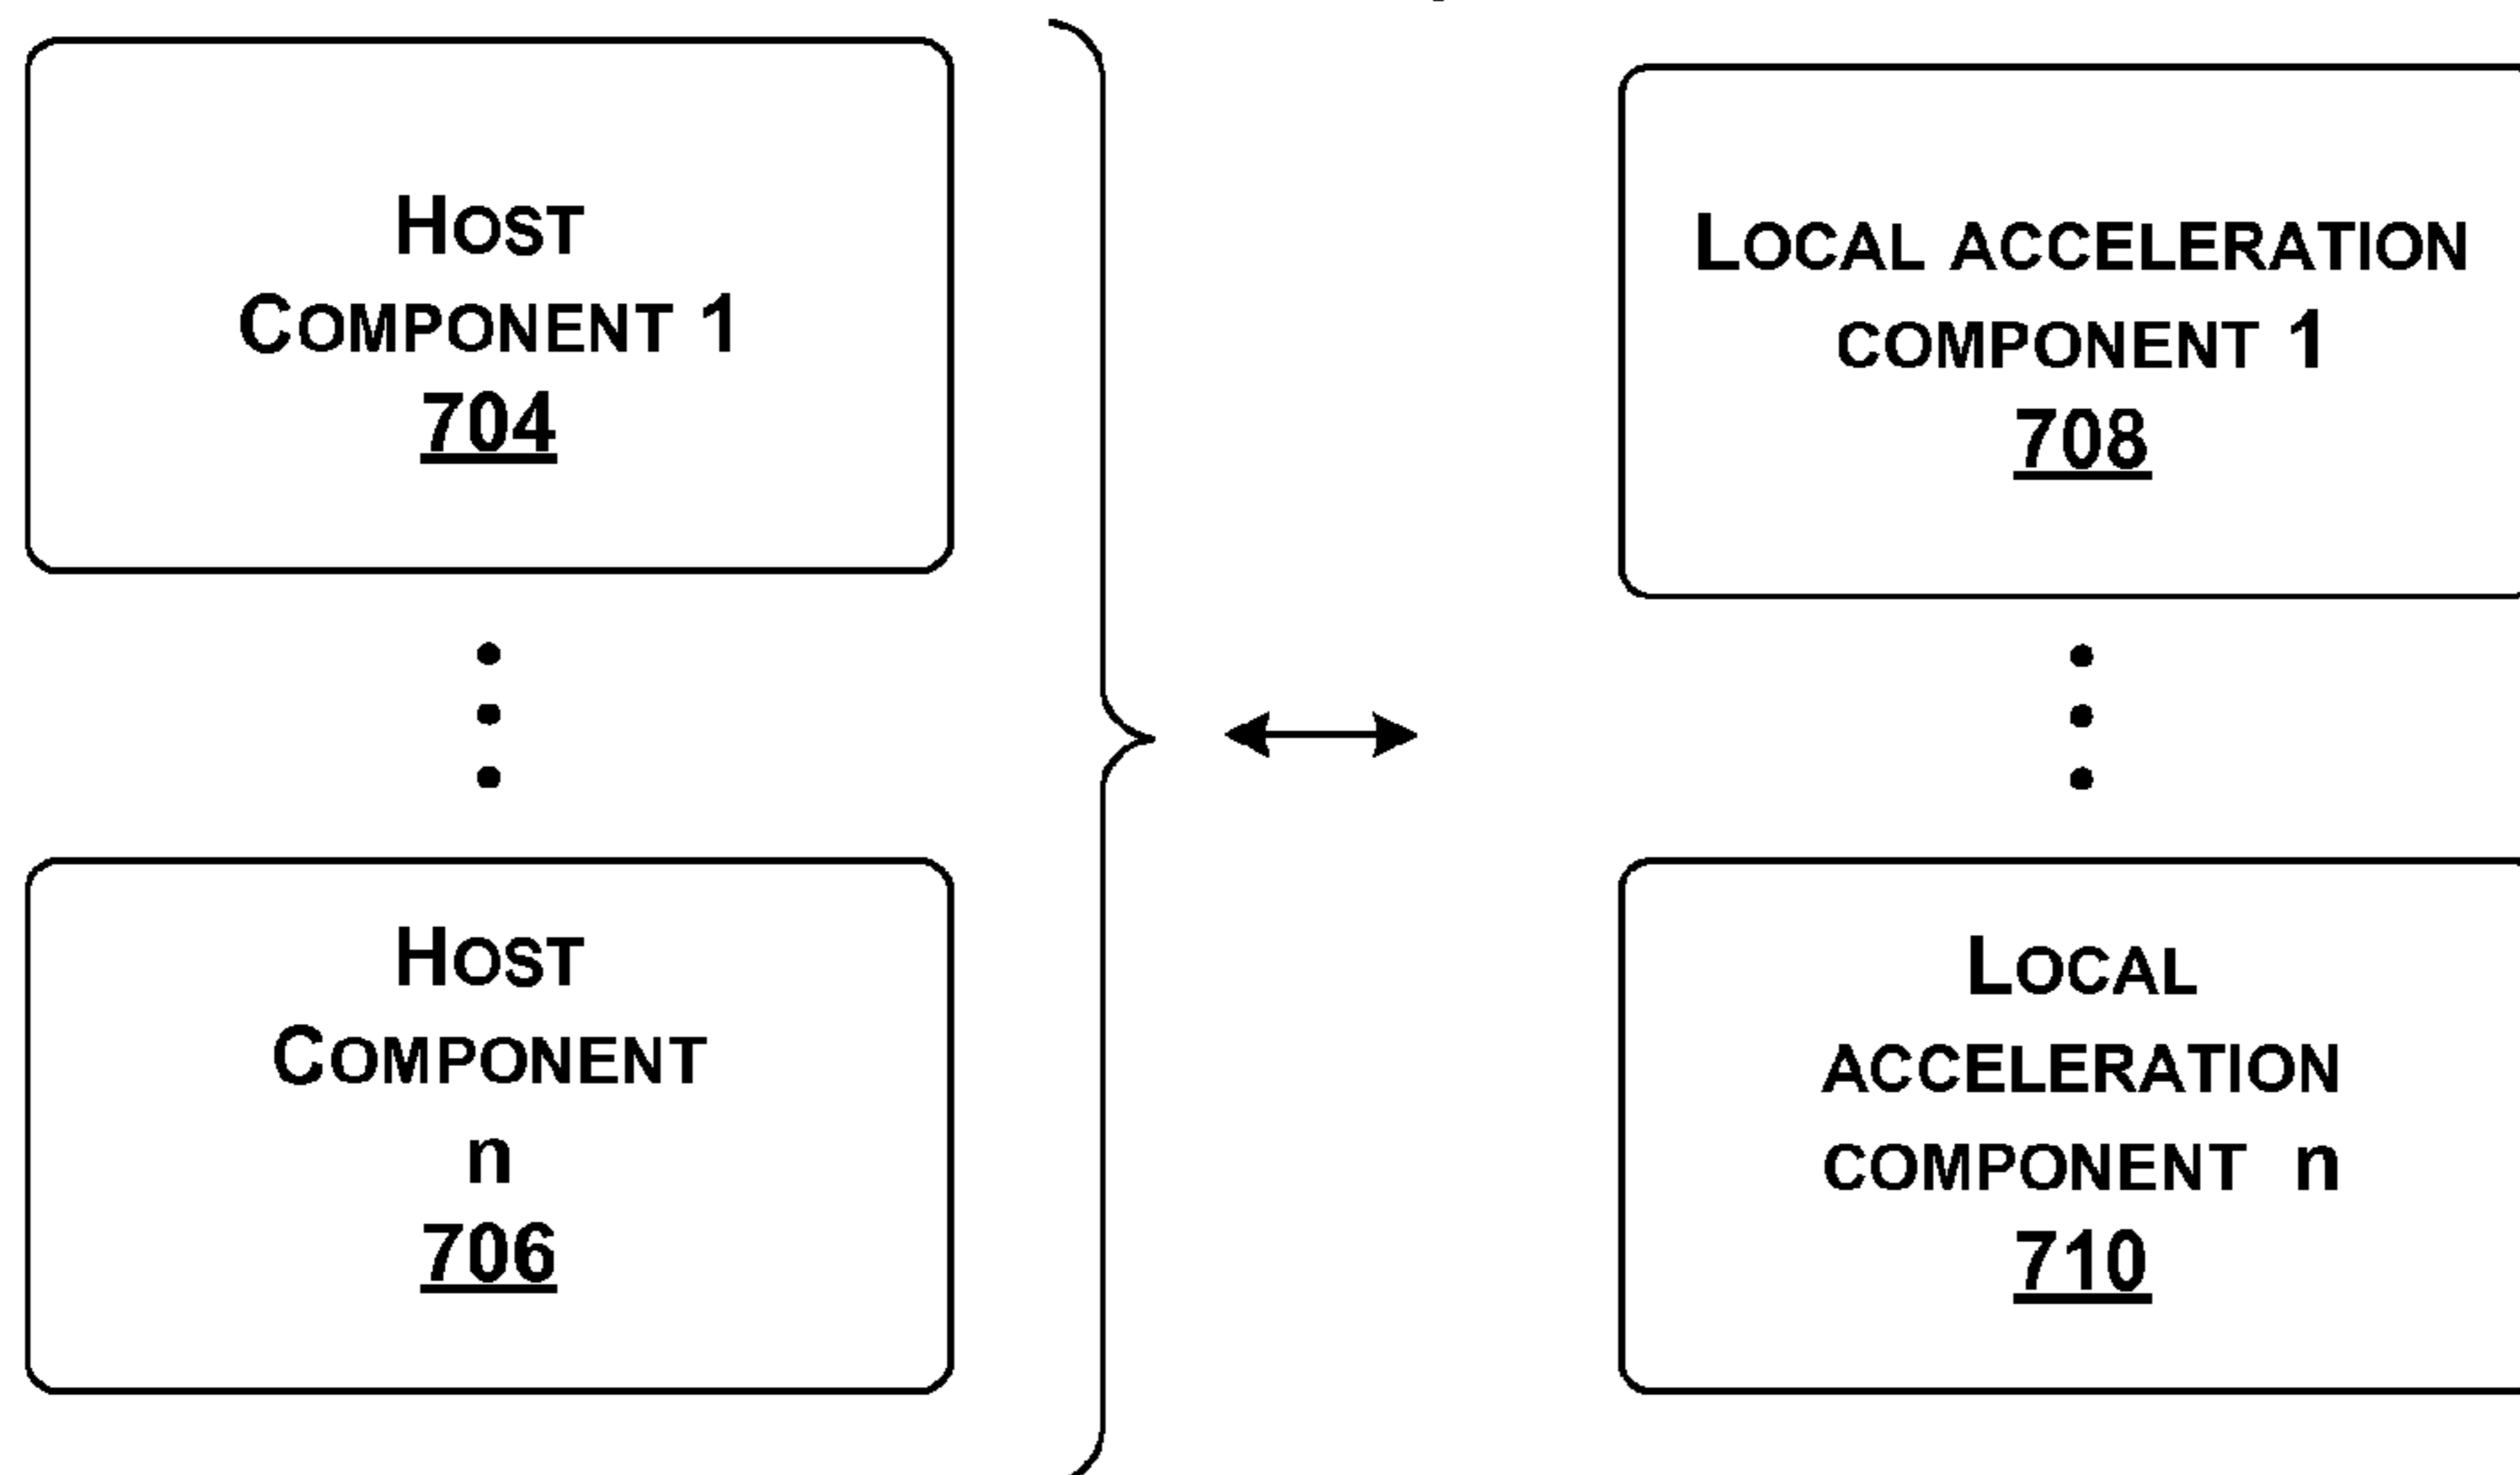 Host
Component 1
704
Local acceleration
component 1
708
Host
Component
n
706
Local
acceleration
component n
710